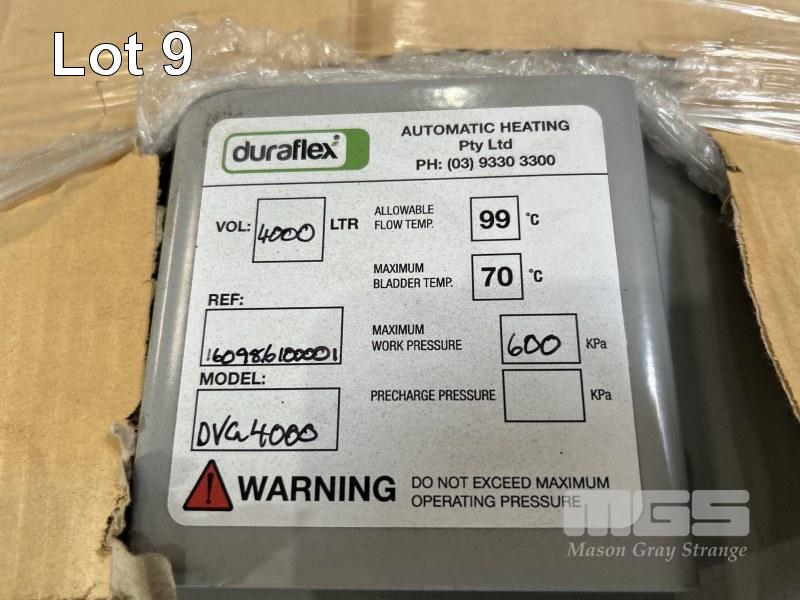 Lot 9
duraflex
AUTOMATIC HEATING
Pty Ltd
PH: (03) 9330 3300
VOL: 4000 LTR
ALLOWABLE
FLOW TEMP. 99 °C
MAXIMUM
BLADDER TEMP. 70 °C
REF:
160986100001
MAXIMUM
WORK PRESSURE 600 KPa
MODEL:
DVG4000
PRECHARGE PRESSURE KPa
WARNING
DO NOT EXCEED MAXIMUM
OPERATING PRESSURE
MGS
Mason Gray Strange